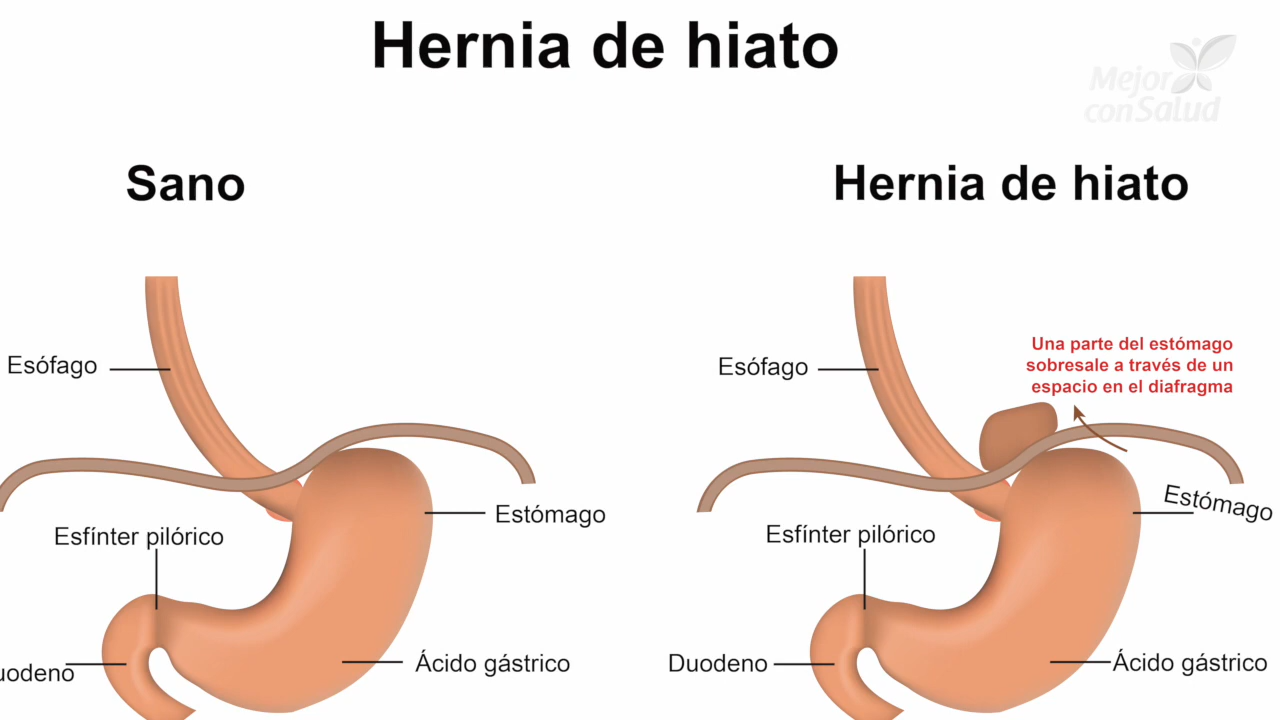 Hernia de hiato
Mejor
conSalud
Sano
Hernia de hiato
Esófago
Esófago
Una parte del estómago
sobresale a través de un
espacio en el diafragma
Estómago
Estómago
Esfínter pilórico
Esfínter pilórico
uodeno
Ácido gástrico
Duodeno
Ácido gástrico